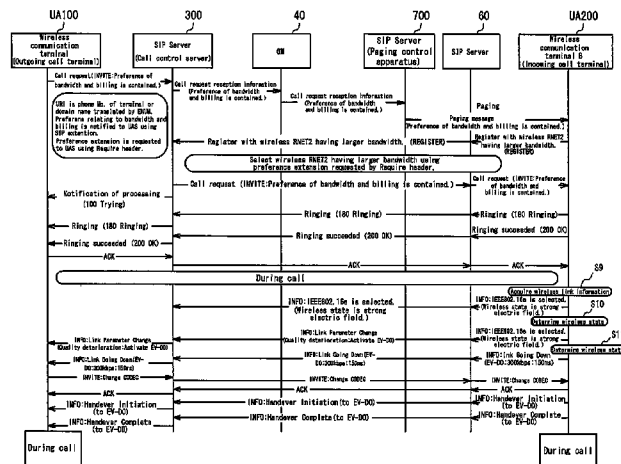 UA100
300
40
700
60
UA200
Wireless
communication
terminal
(Outgoing call terminal)
SIP Server
(Call control server)
GW
SIP Server
(Paging control
apparatus)
SIP Server
Wireless
communication
terminal B
(Incoming call terminal)
Call request(INVITE:Preference of
bandwidth and billing is
contained.)
Call request reception information
(Preference of bandwidth
and billing is contained.)
Call request reception information
(Preference of bandwidth
and billing is contained.)
Paging
Paging message
(Preference of bandwidth and billing is contained.)
URI is phone No. of terminal or
domain name translated by ENUM.
Preference relating to bandwidth and
billing is notified to UAS using
SIP extention.
Preference extension is requested
to UAS using Require header.
Register with wireless RNET2 having larger bandwidth. (REGISTER)
Register with wireless RNET2
having larger bandwidth.
(REGISTER)
Select wireless RNET2 having larger bandwidth using
preference extension requested by Require header.
Call request (INVITE:Preference of bandwidth and billing is contained.)
Call request (INVITE:Preference
of bandwidth and
billing is contained.)
Notification of processing
(100 Trying)
Ringing (180 Ringing)
Ringing (180 Ringing)
Ringing (180 Ringing)
Ringing succeeded (200 OK)
Ringing succeeded (200 OK)
Ringing succeeded (200 OK)
ACK
ACK
ACK
During call
S9
Acquire wireless link information
INFO:IEEE802.16e is selected.
(Wireless state is strong
electric field.)
INFO:IEEE802.16e is selected.
(Wireless state is strong
S10
Determine wireless state
INFO:Link Parameter Change
(Quality deterioration:Activate EV-DO)
INFO:Link Parameter Change
(Quality deterioration:Activate EV-DO)
INFO:IEEE802.16e is selected.
(Wireless state is strong
electric field.)
S1
Determine wireless state
INFO:Link Going Down(EV-
DO:300kbps:150ms)
INFO:Link Going Down(EV-
DO:300kbps:150ms)
INFO:ink Going Down
(EV-DO:300kbps:150ms)
INVITE:Change CODEC
INVITE:Change CODEC
INVITE:Change CODEC
ACK
ACK
ACK
INFO:Handover Initiation
(to EV-DO)
INFO:Handover Initiation(to EV-DO)
INFO:Handover Initiation
(to EV-DO)
INFO:Handover Complete
(to EV-DO)
INFO:Handover Complete(to EV-DO)
INFO:Handover Complete
(to EV-DO)
During call
During call